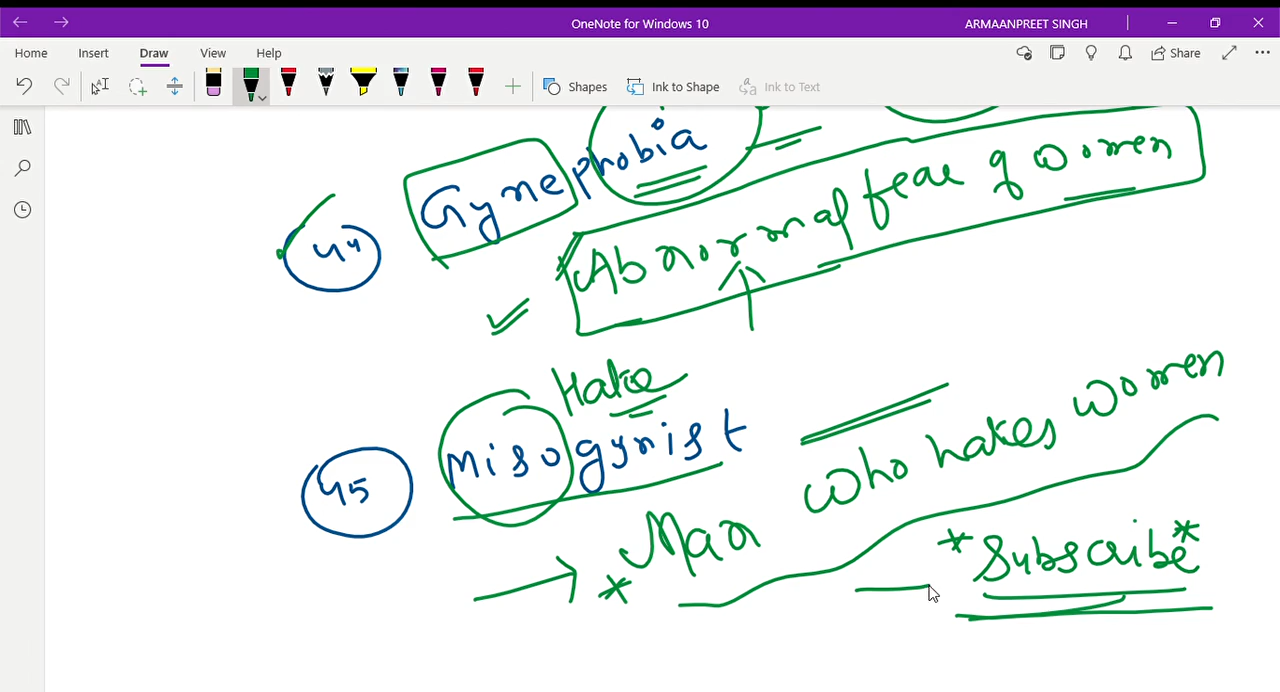 OneNote for Windows 10
ARMAANPREET SINGH
Home Insert Draw View Help
Share
Shapes Ink to Shape Ink to Text
44 Gynephobia
Abnormal fear of women
Hate
45 Misogynist
* Man who hates women
*Subscribe*